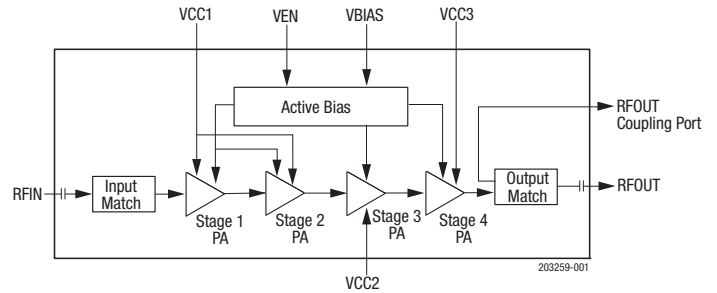 VCC1
VEN
VBIAS
VCC3
Active Bias
RFOUT
Coupling Port
RFIN
Input
Match
Output
Match
RFOUT
Stage 1
PA
Stage 2
PA
Stage 3
PA
Stage 4
PA
VCC2
203259-001